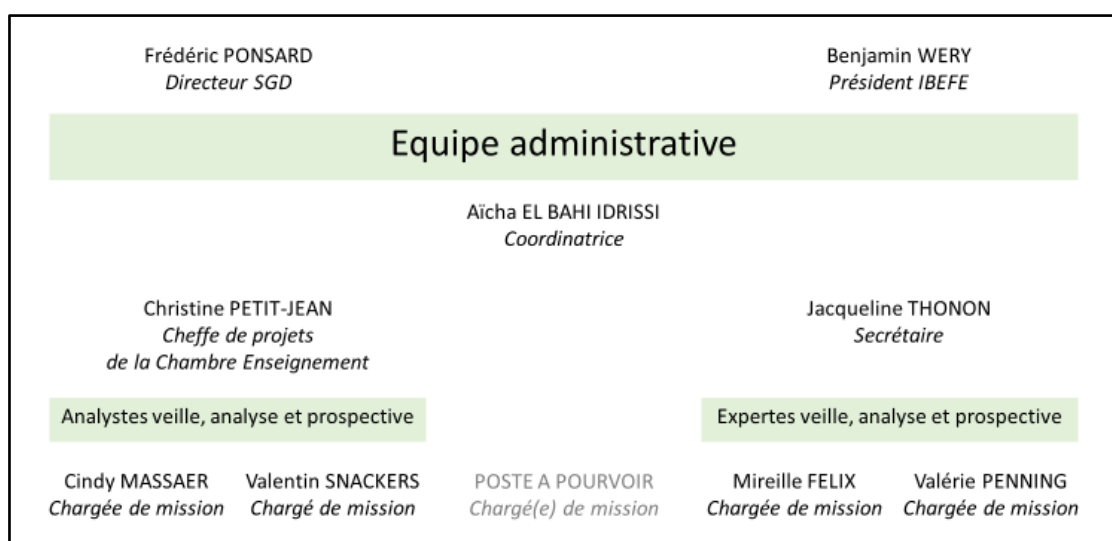 Frédéric PONSARD
Directeur SGD
Benjamin WERY
Président IBEFE
Equipe administrative
Aïcha EL BAHI IDRISSI
Coordinatrice
Christine PETIT-JEAN
Cheffe de projets
de la Chambre Enseignement
Jacqueline THONON
Secrétaire
Analystes veille, analyse et prospective
Expertes veille, analyse et prospective
Cindy MASSAER
Chargée de mission
Valentin SNACKERS
Chargé de mission
POSTE A POURVOIR
Chargé(e) de mission
Mireille FELIX
Chargée de mission
Valérie PENNING
Chargée de mission